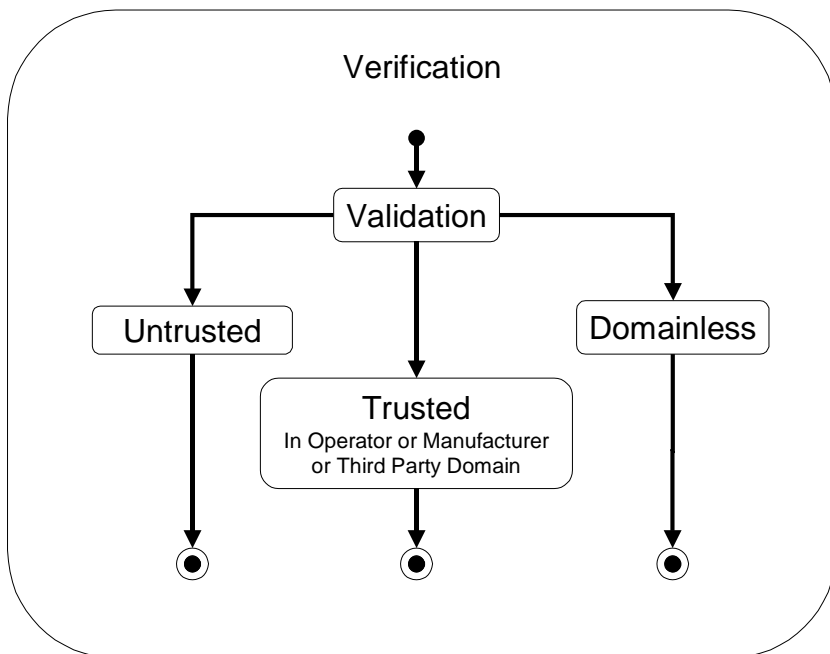 Verification
Validation
Untrusted
Domainless
Trusted
In Operator or Manufacturer
or Third Party Domain